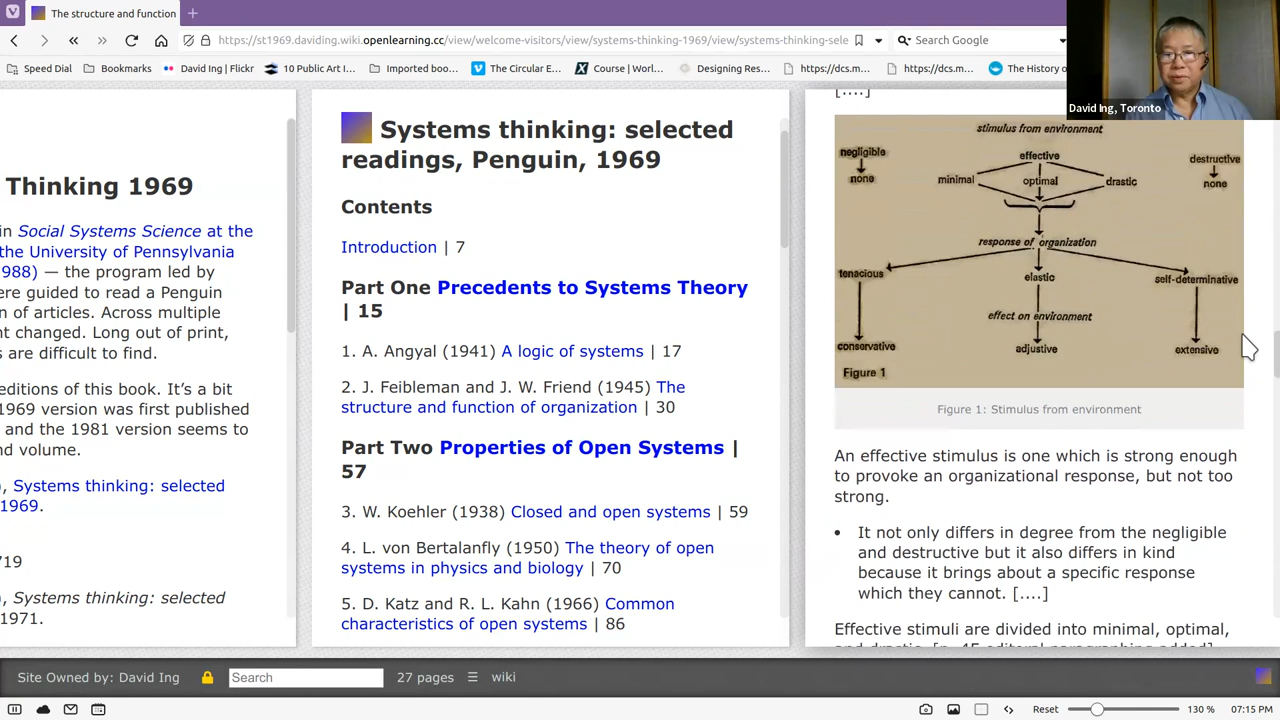 The structure and function
https://st1969.daviding.wiki.openlearning.cc/view/welcome-visitors/view/systems-thinking-1969/view/systems-thinking-sele
Search Google
Speed Dial
Bookmarks
David Ing | Flickr
10 Public Art I...
Imported boo...
The Circular E...
Course | Worl...
Designing Res...
https://dcs.m...
https://dcs.m...
The History o
David Ing, Toronto
Thinking 1969
in Social Systems Science at the
the University of Pennsylvania
988) — the program led by
ere guided to read a Penguin
n of articles. Across multiple
nt changed. Long out of print,
s are difficult to find.
editions of this book. It's a bit
1969 version was first published
and the 1981 version seems to
nd volume.
), Systems thinking: selected
1969.
719
), Systems thinking: selected
1971.
Systems thinking: selected
readings, Penguin, 1969
Contents
Introduction | 7
Part One Precedents to Systems Theory
| 15
1. A. Angyal (1941) A logic of systems | 17
2. J. Feibleman and J. W. Friend (1945) The
structure and function of organization | 30
Part Two Properties of Open Systems |
57
3. W. Koehler (1938) Closed and open systems | 59
4. L. von Bertalanfly (1950) The theory of open
systems in physics and biology | 70
5. D. Katz and R. L. Kahn (1966) Common
characteristics of open systems | 86
[....]
stimulus from environment
negligible
effective
destructive
none
minimal
optimal
drastic
none
response of organization
tenacious
elastic
self-determinative
effect on environment
conservative
adjustive
extensive
Figure 1
Figure 1: Stimulus from environment
An effective stimulus is one which is strong enough
to provoke an organizational response, but not too
strong.
• It not only differs in degree from the negligible
and destructive but it also differs in kind
because it brings about a specific response
which they cannot. [....]
Effective stimuli are divided into minimal, optimal,
Site Owned by: David Ing
Search
27 pages
wiki
Reset
130 %
07:15 PM